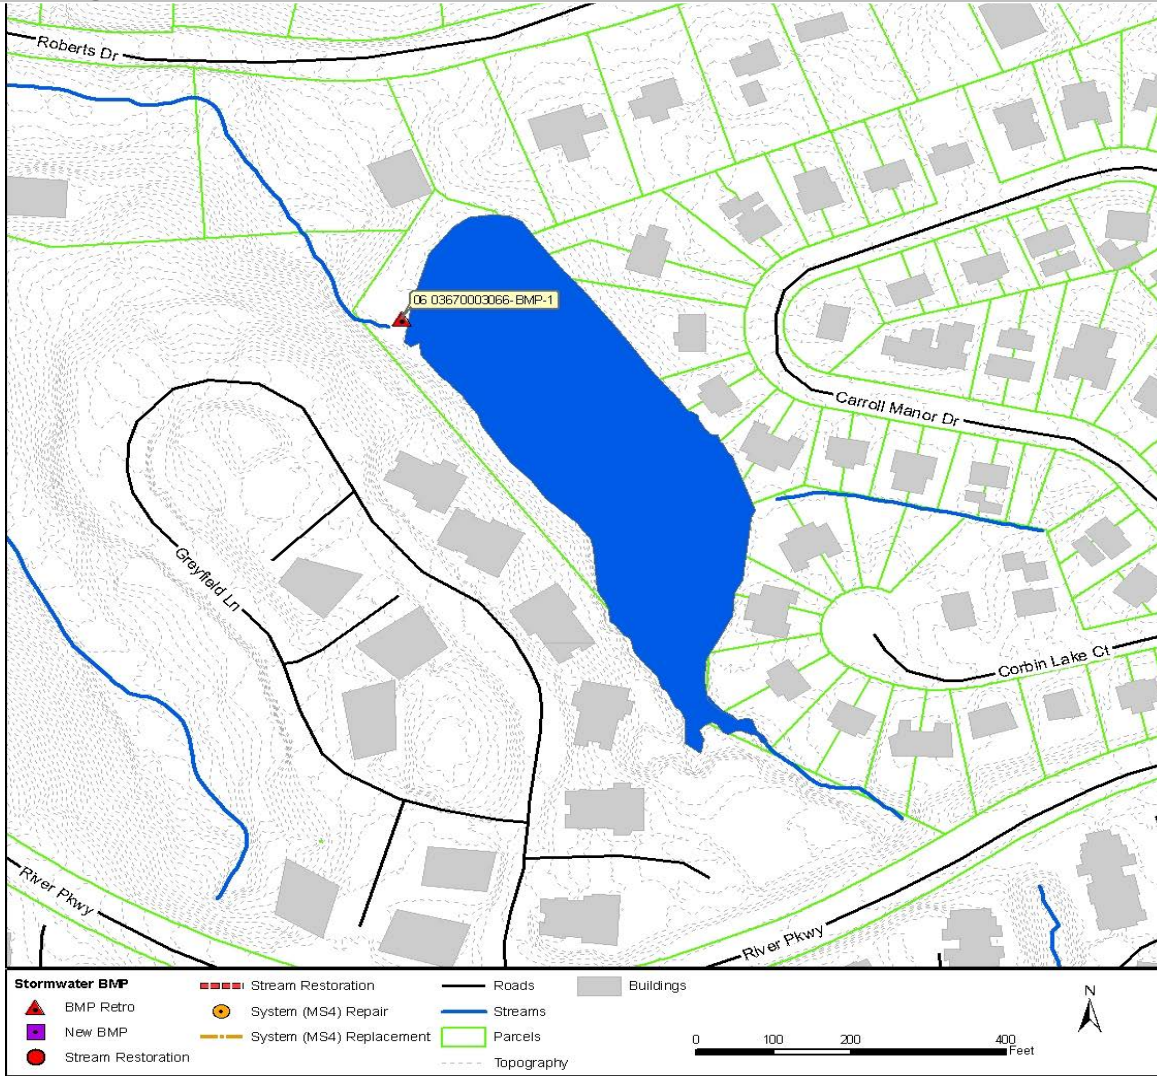 Roberts Dr
06 03670003066-BMP-1
Carroll Manor Dr
Greyfield Ln
Corbin Lake Ct
River Pkwy
River Pkwy
Stormwater BMP
BMP Retro
New BMP
Stream Restoration
Stream Restoration
System (MS4) Repair
System (MS4) Replacement
Roads
Streams
Parcels
Topography
Buildings
N
0 100 200 400
Feet